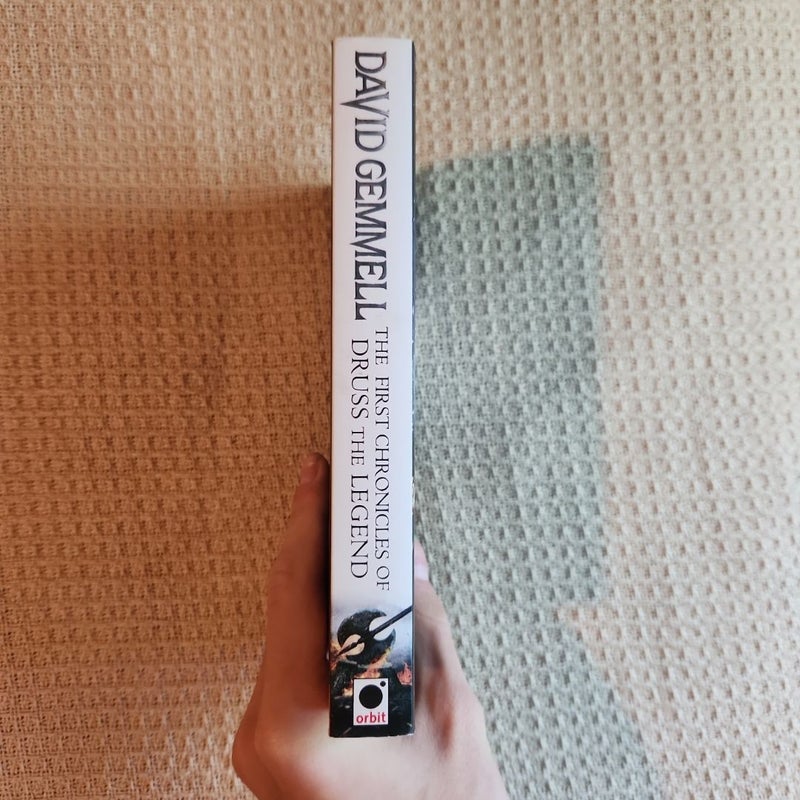 DAVID GEMMELL
THE FIRST CHRONICLES OF
DRUSS THE LEGEND
orbit